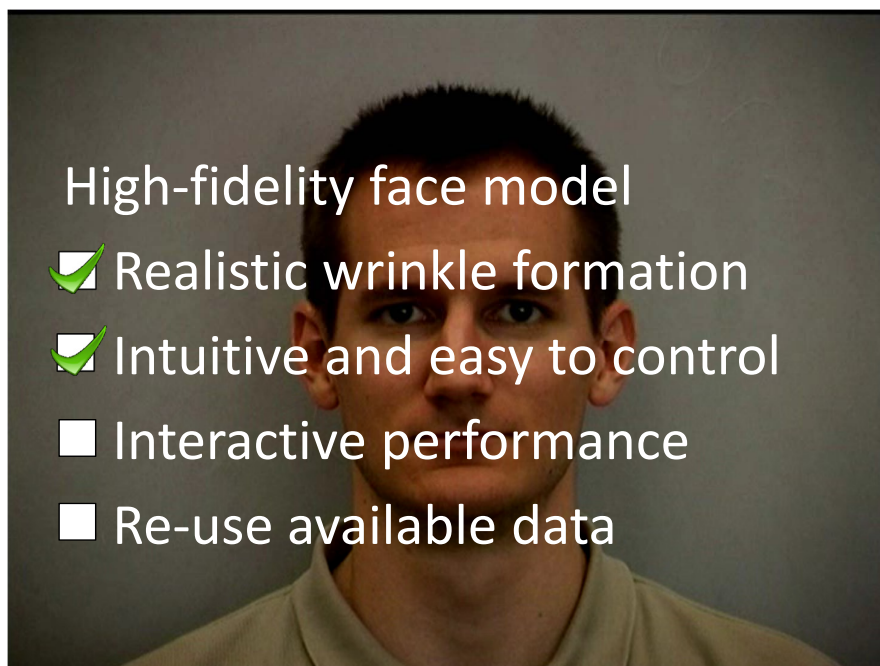 High-fidelity face model
Realistic wrinkle formation
Intuitive and easy to control
Interactive performance
Re-use available data